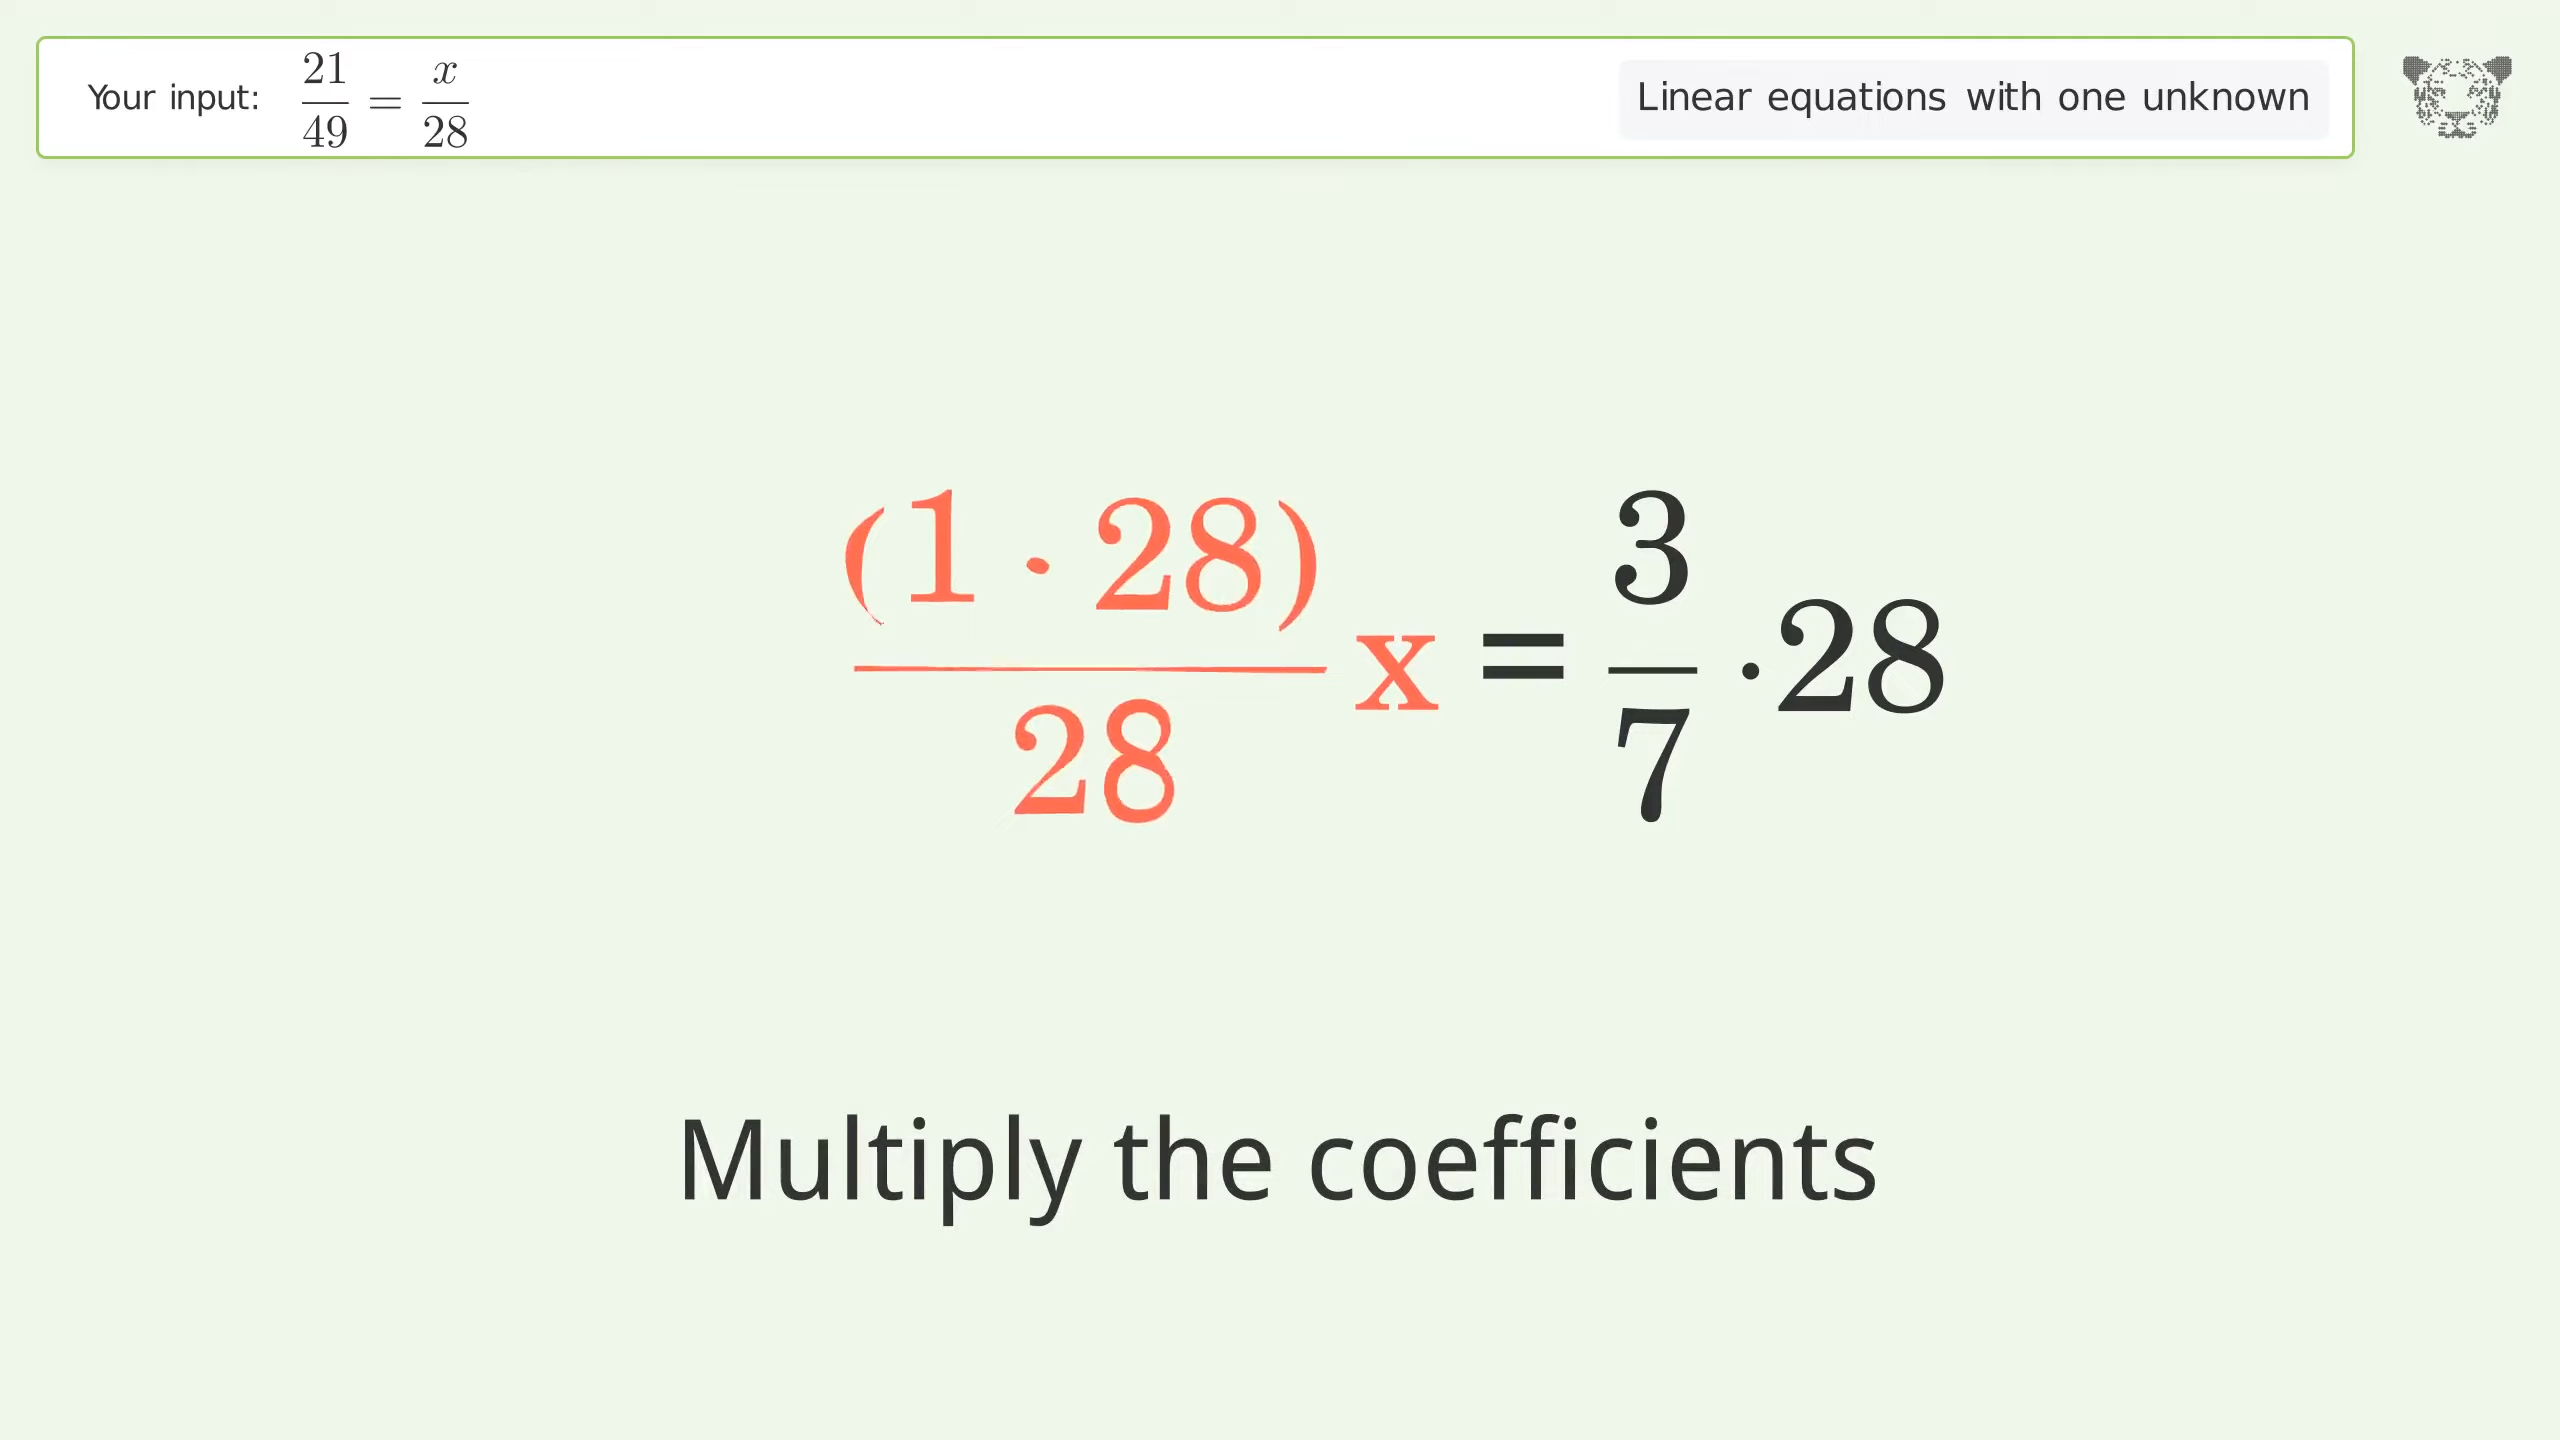 Your input: 21/49 = x/28
Linear equations with one unknown
(1 · 28)/28 x = 3/7 · 28
Multiply the coefficients